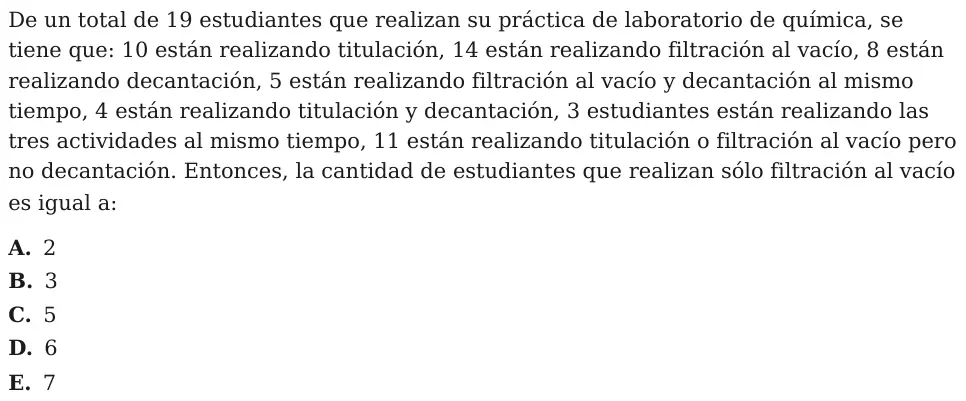 De un total de 19 estudiantes que realizan su práctica de laboratorio de química, se
tiene que: 10 están realizando titulación, 14 están realizando filtración al vacío, 8 están
realizando decantación, 5 están realizando filtración al vacío y decantación al mismo
tiempo, 4 están realizando titulación y decantación, 3 estudiantes están realizando las
tres actividades al mismo tiempo, 11 están realizando titulación o filtración al vacío pero
no decantación. Entonces, la cantidad de estudiantes que realizan sólo filtración al vacío
es igual a:
A. 2
B. 3
C. 5
D. 6
E. 7